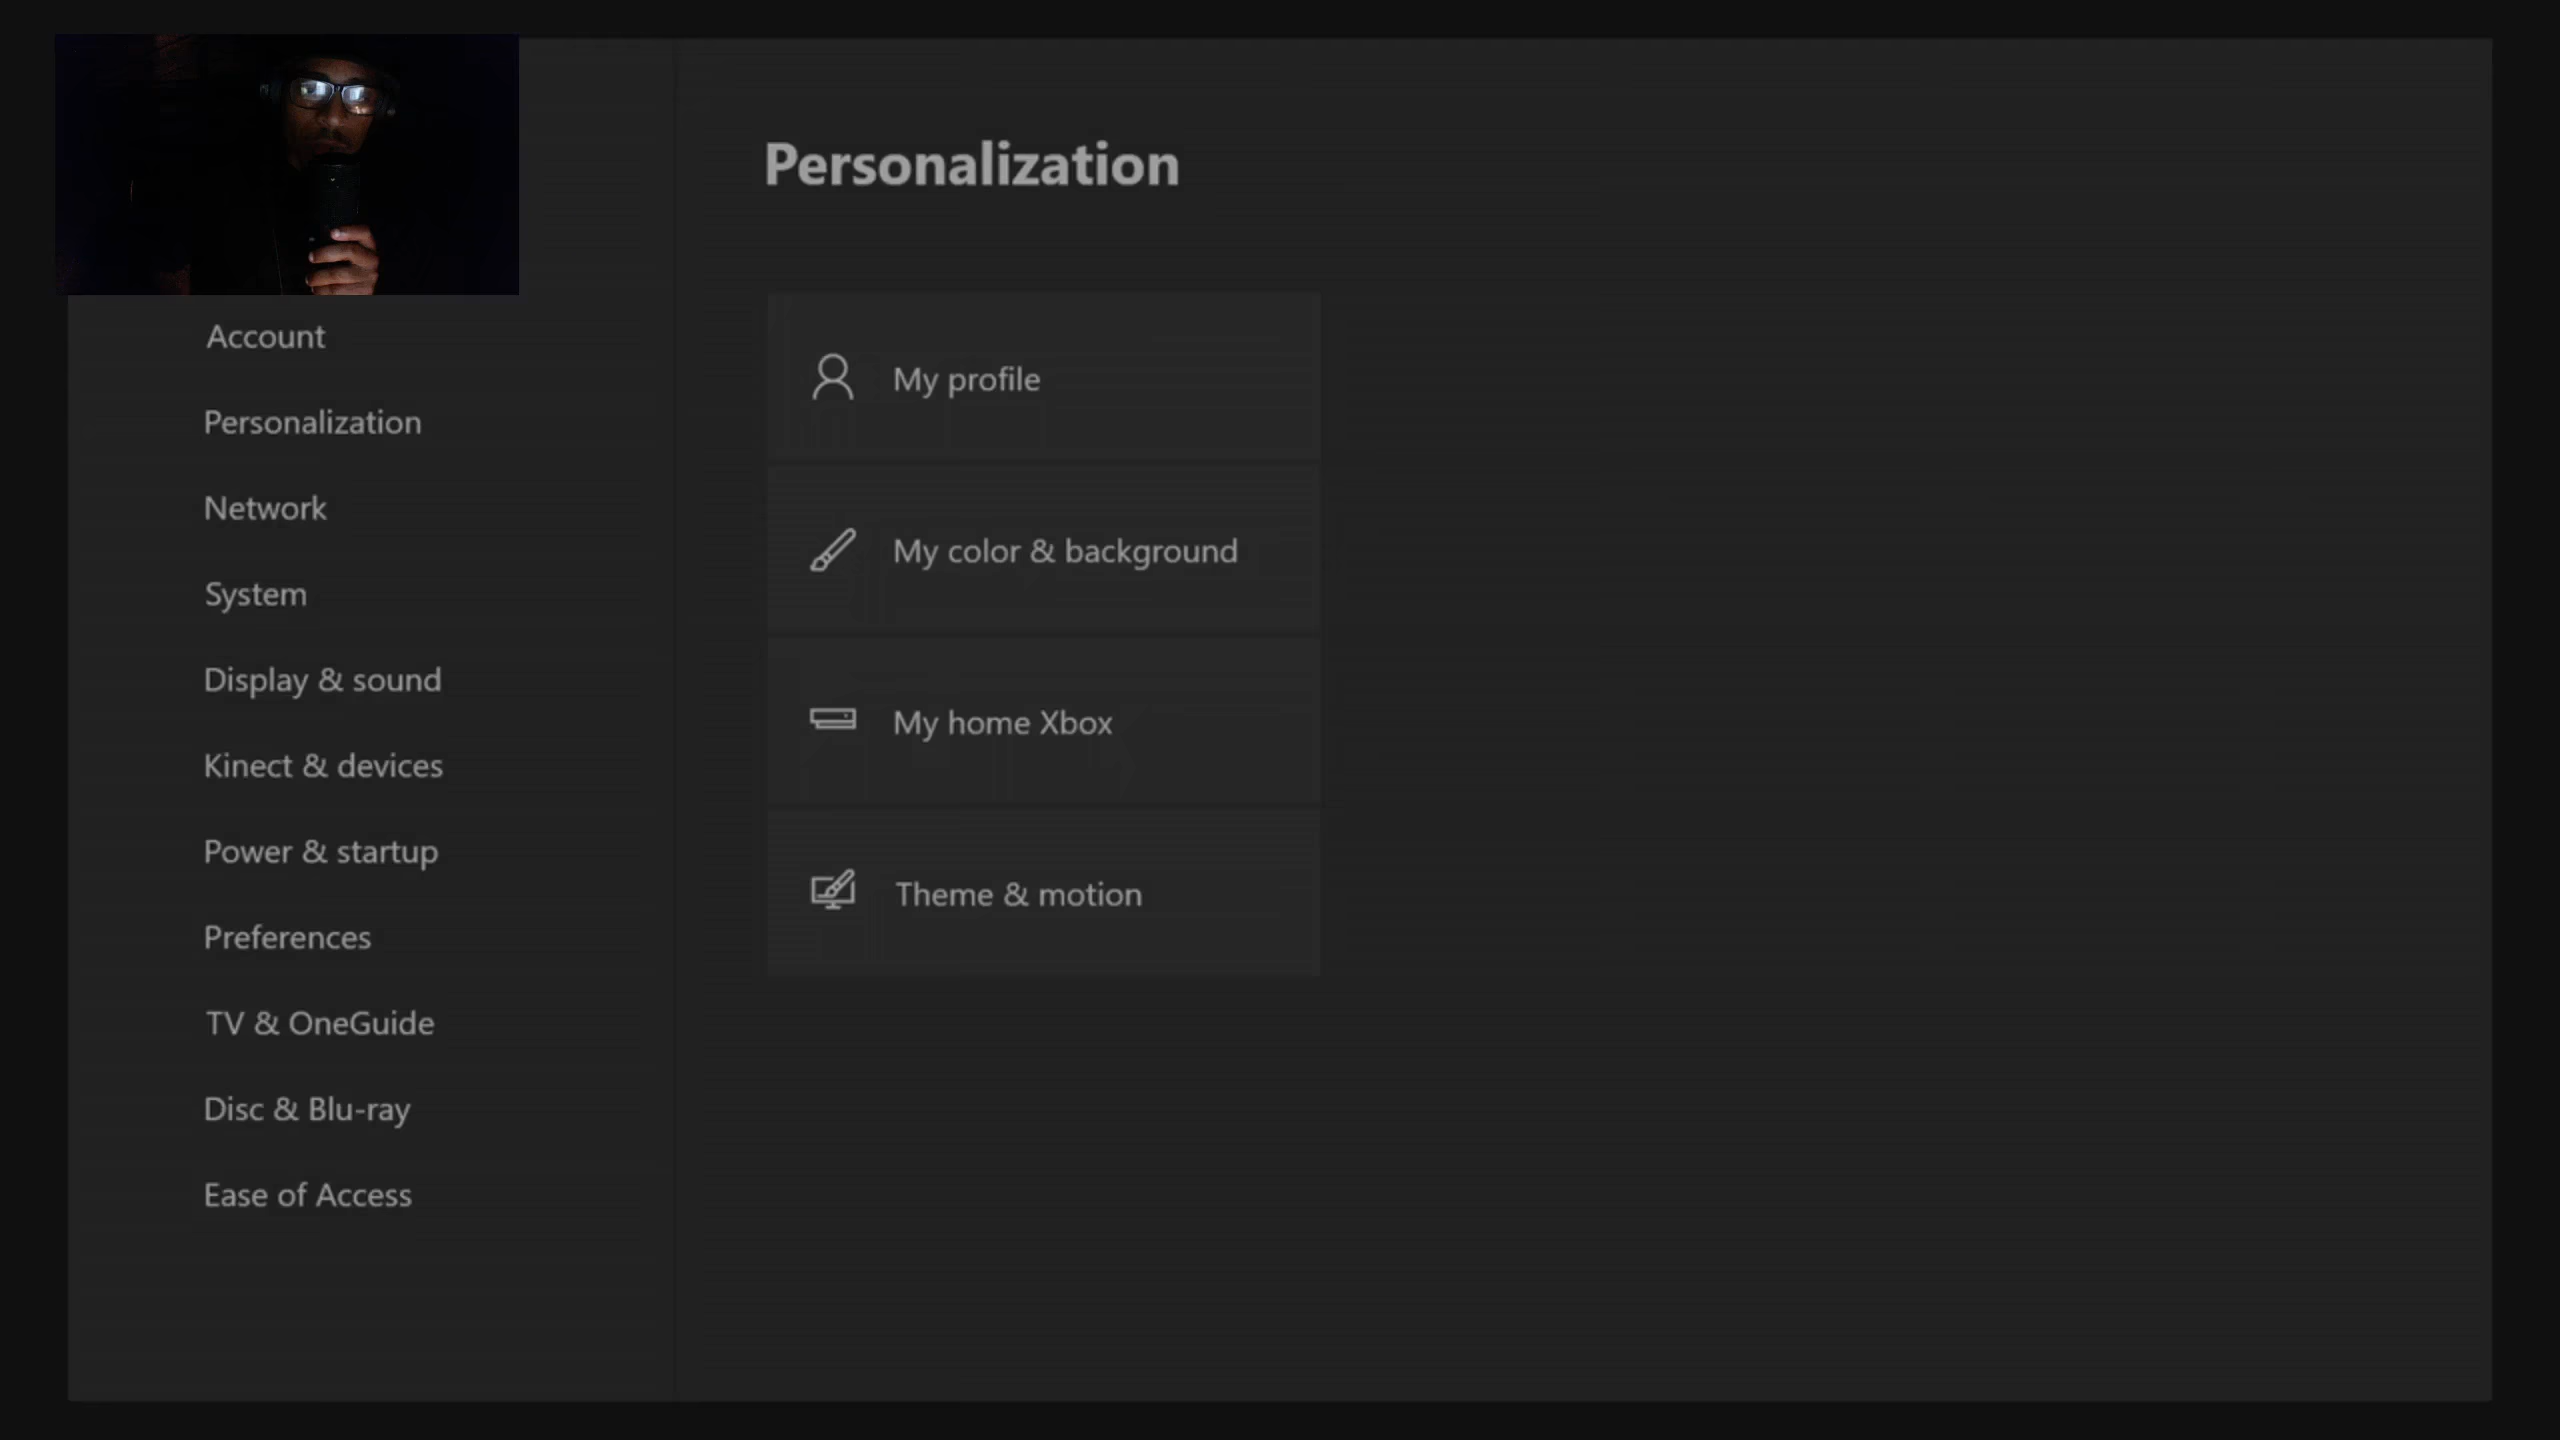 Account
Personalization
Network
System
Display & sound
Kinect & devices
Power & startup
Preferences
TV & OneGuide
Disc & Blu-ray
Ease of Access
Personalization
My profile
My color & background
My home Xbox
Theme & motion